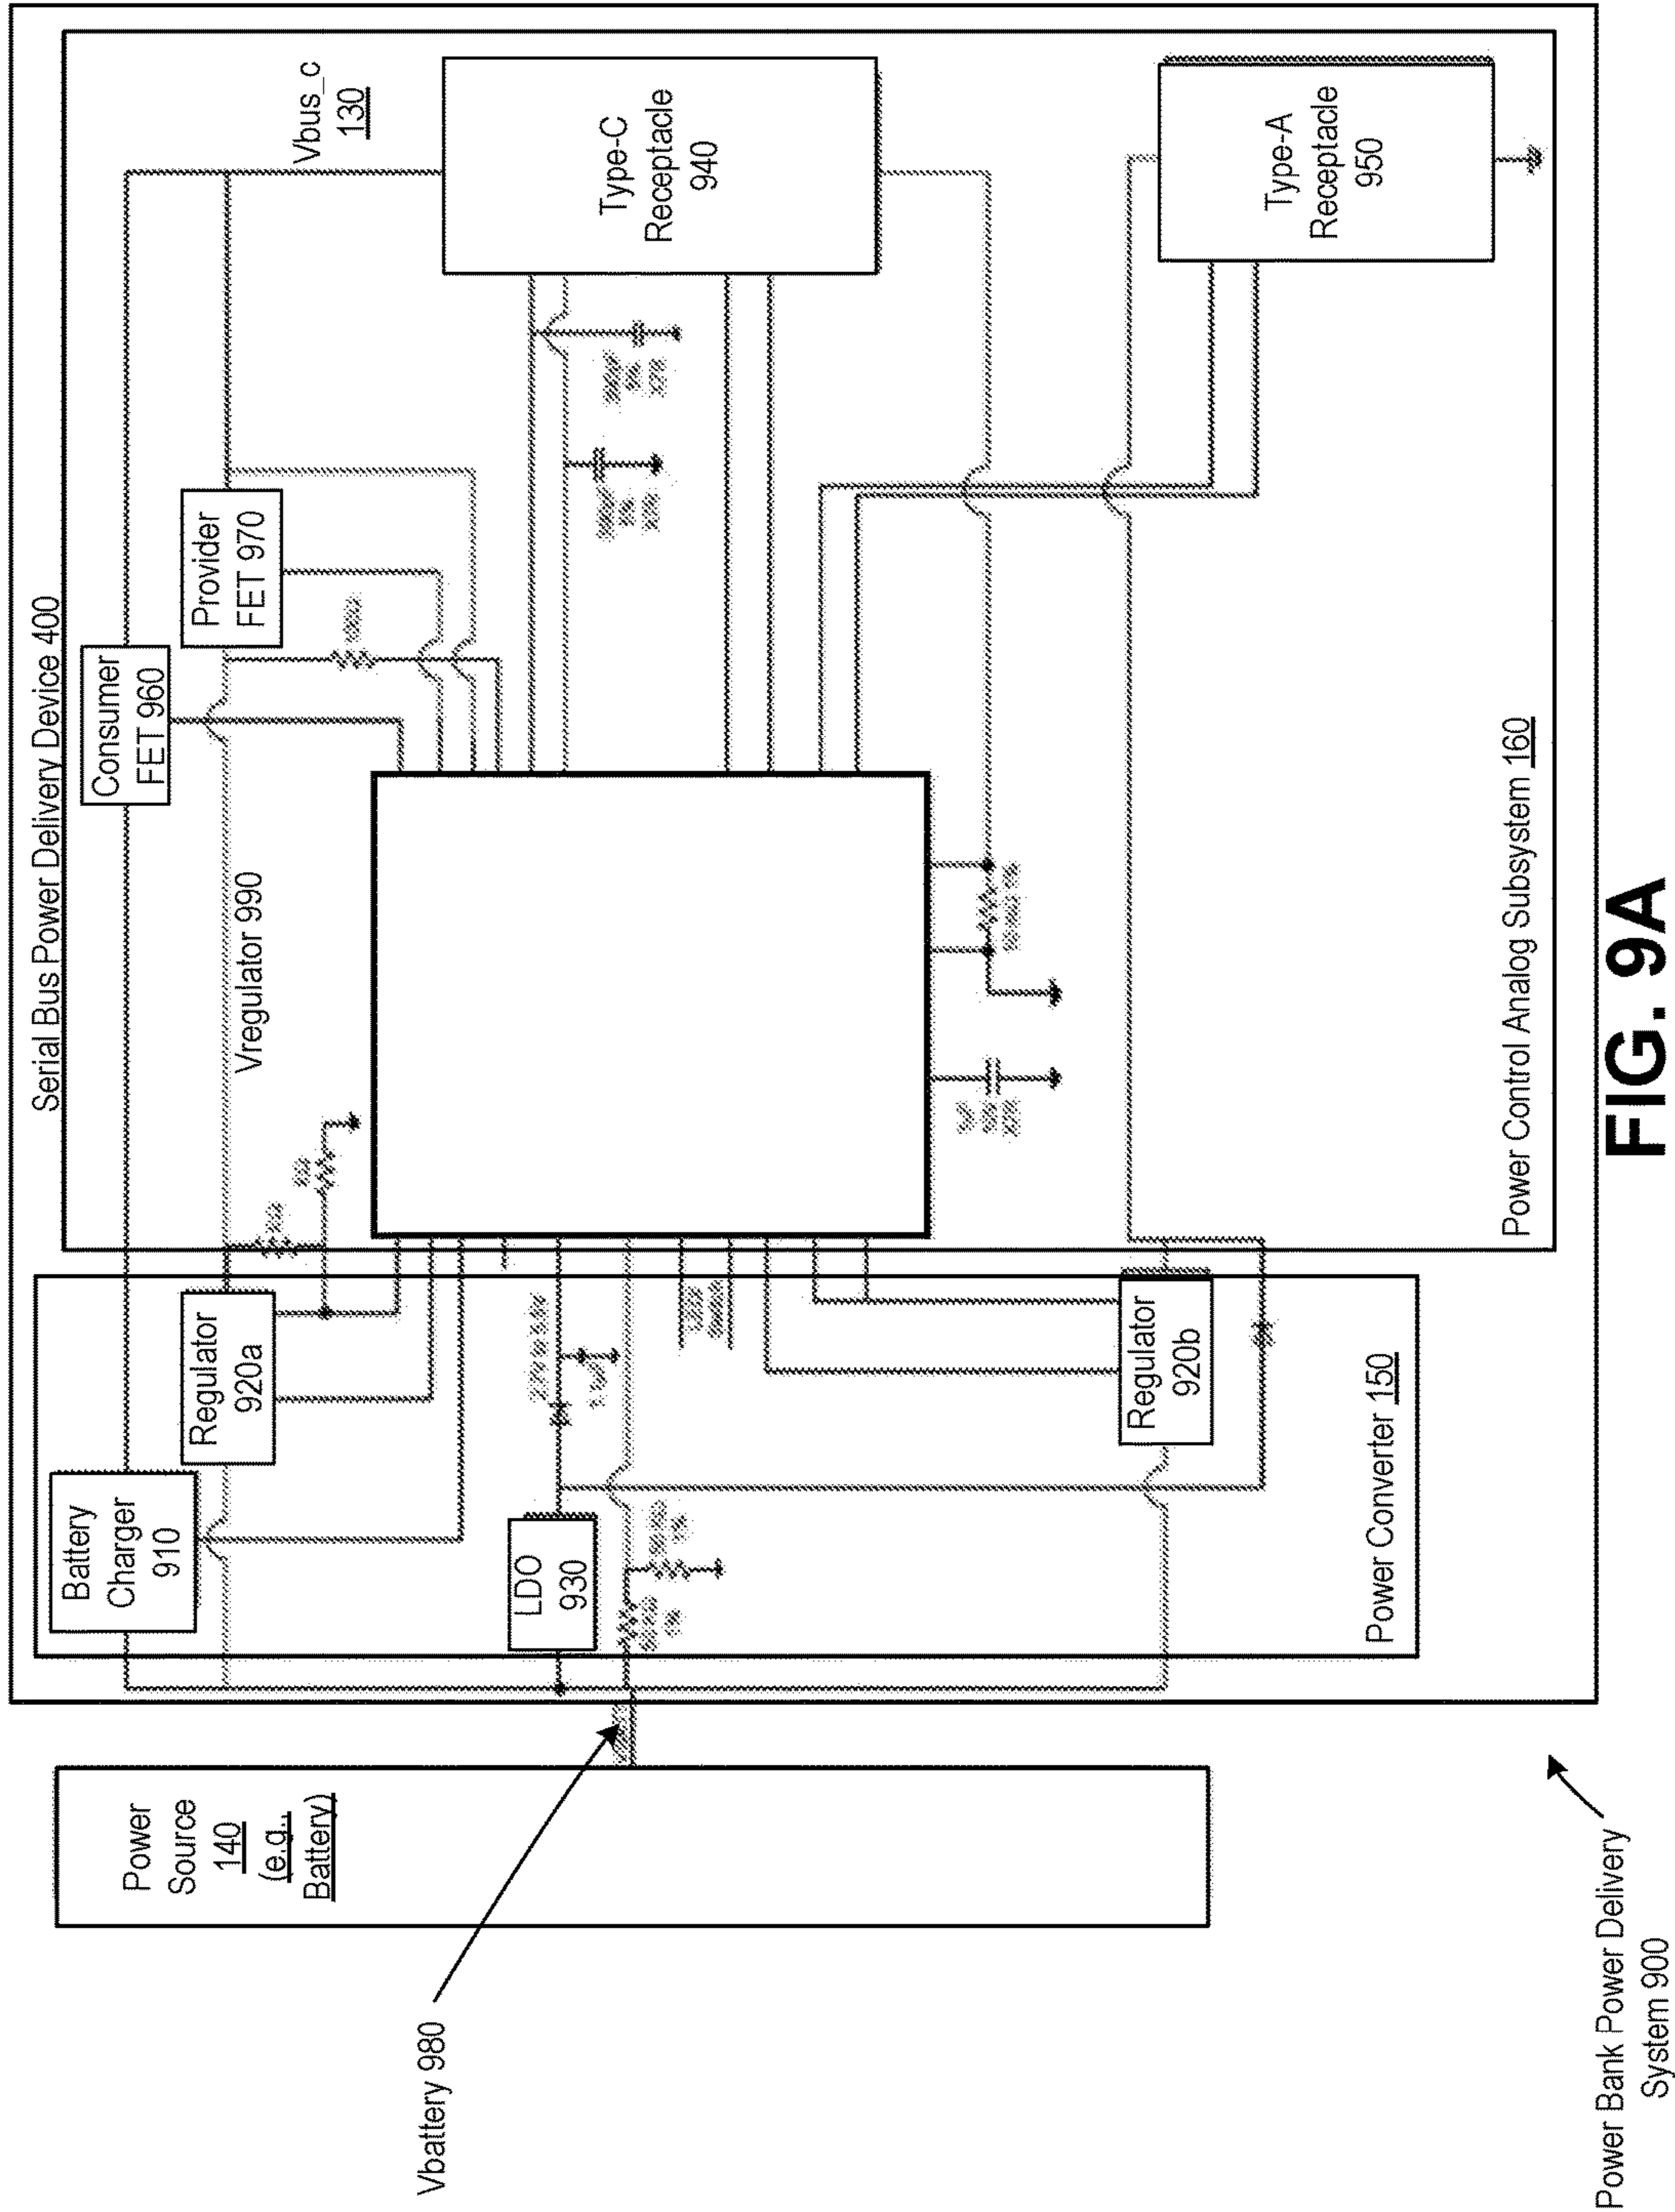 Power Bank Power Delivery
System 900
Vbattery 980
Power
Source
140
(e.g.,
Battery)
Serial Bus Power Delivery Device 400
Battery
Charger
910
Regulator
920a
LDO
930
Regulator
920b
Power Converter 150
Vregulator 990
Consumer
FET 960
Provider
FET 970
Vbus_c
130
Type-C
Receptacle
940
Type-A
Receptacle
950
Power Control Analog Subsystem 160
FIG. 9A